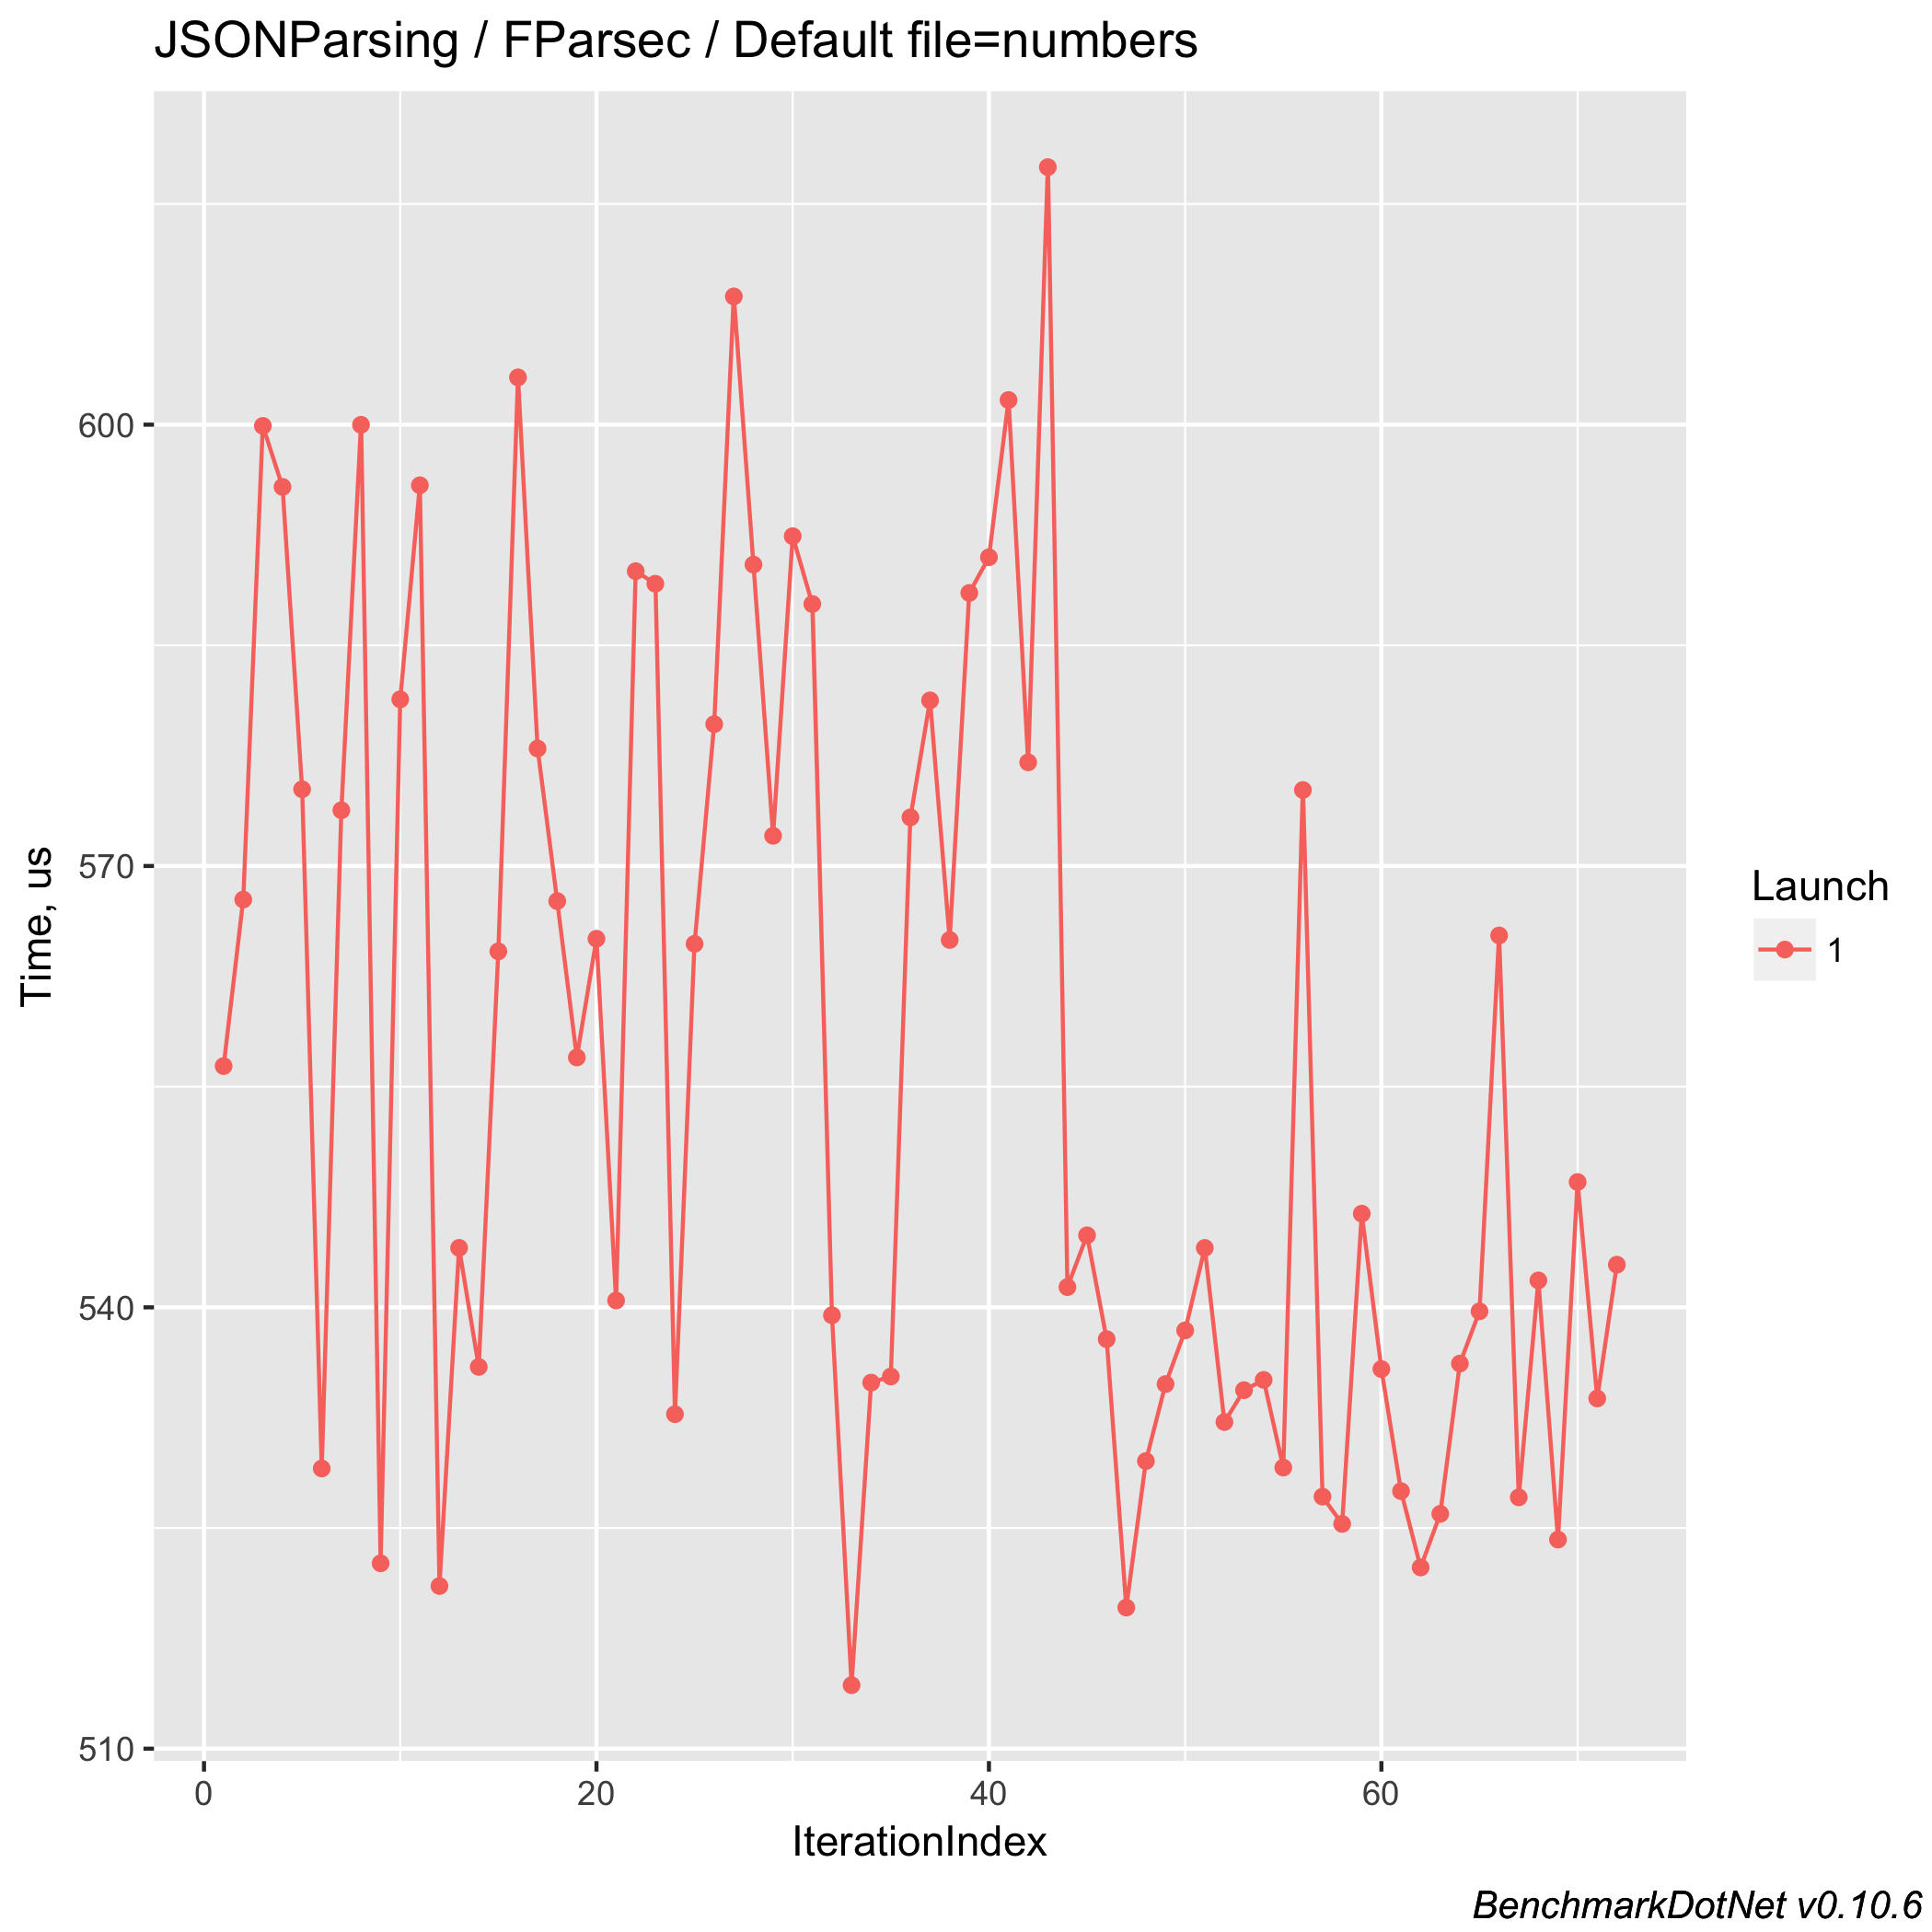 JSONParsing / FParsec / Default file=numbers
Time, us
600
570
540
510
0 20 40 60
IterationIndex
Launch
1
BenchmarkDotNet v0.10.6